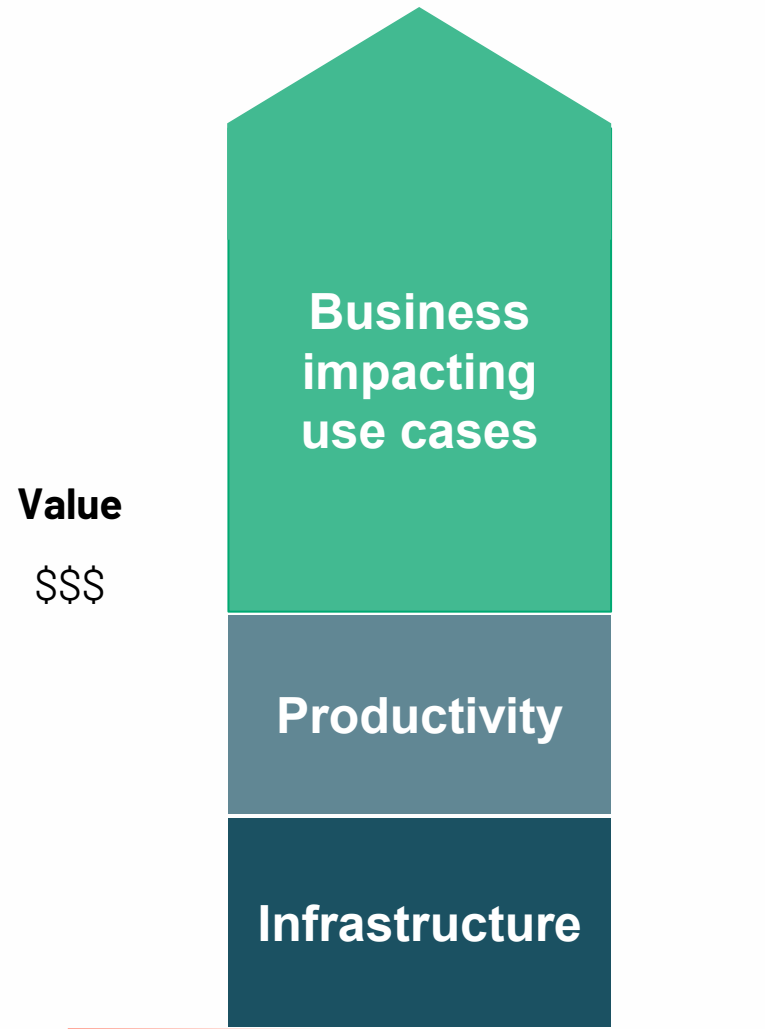 Business
impacting
use cases
Value
$$$
Productivity
Infrastructure